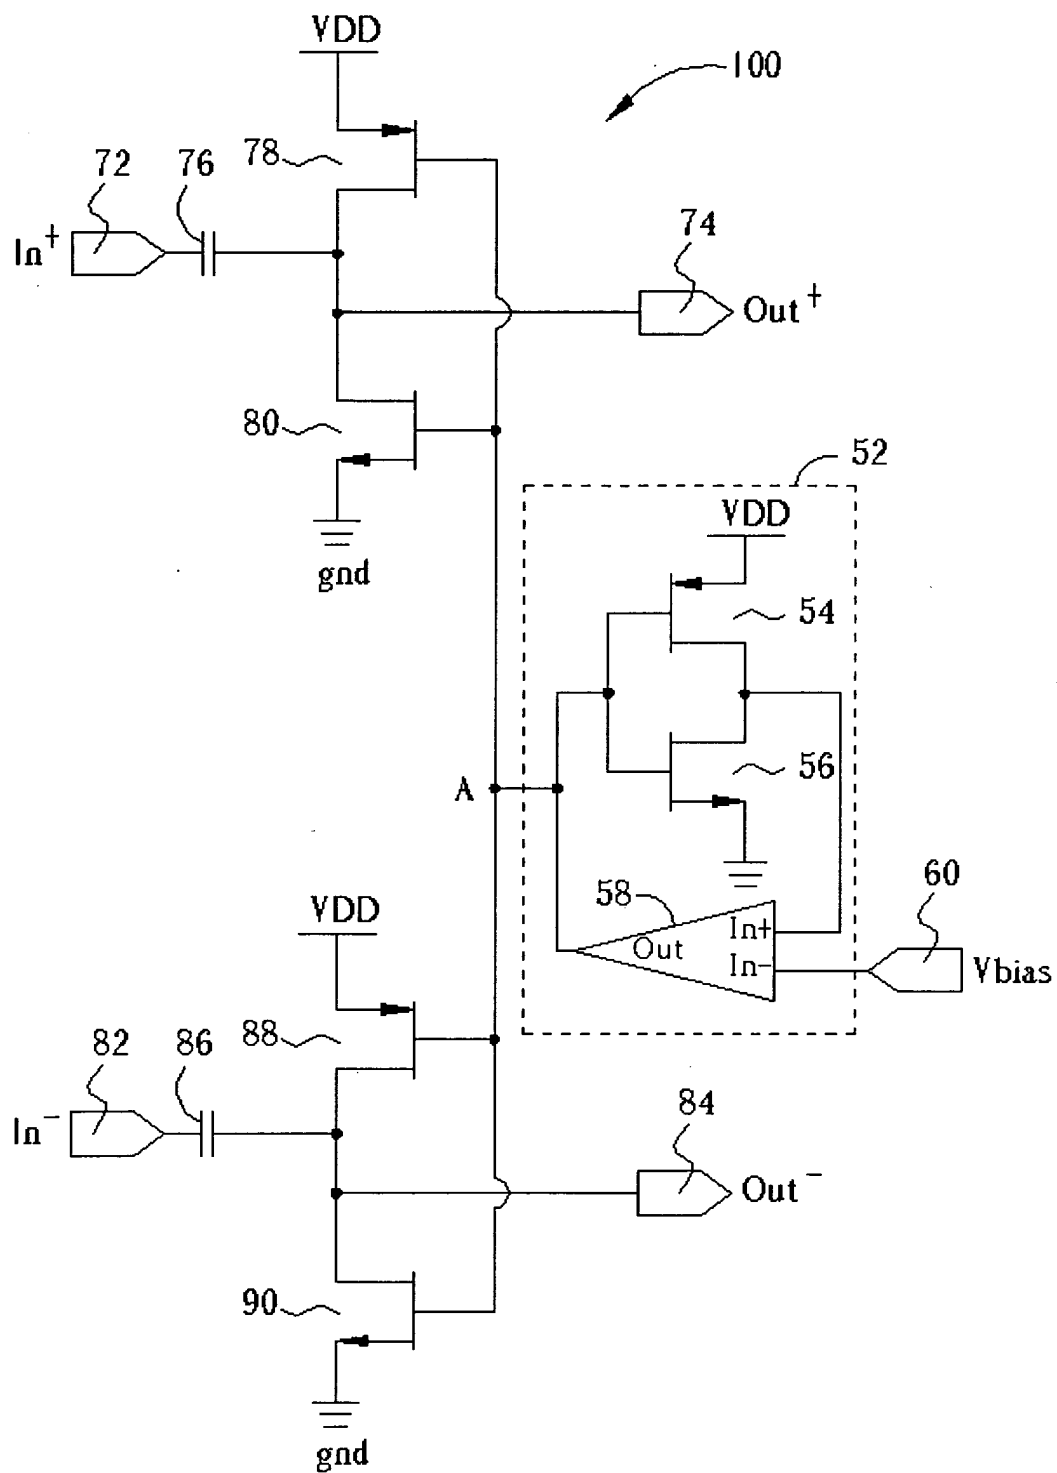 VDD
100
78
72
76
74
In+
Out+
80
52
VDD
gnd
54
A
56
58
60
VDD
In+
Out
In-
Vbias
88
82
86
84
In-
Out-
90
gnd